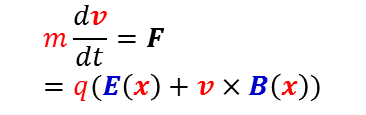 m dv/dt = F
= q(E(x) + v × B(x))